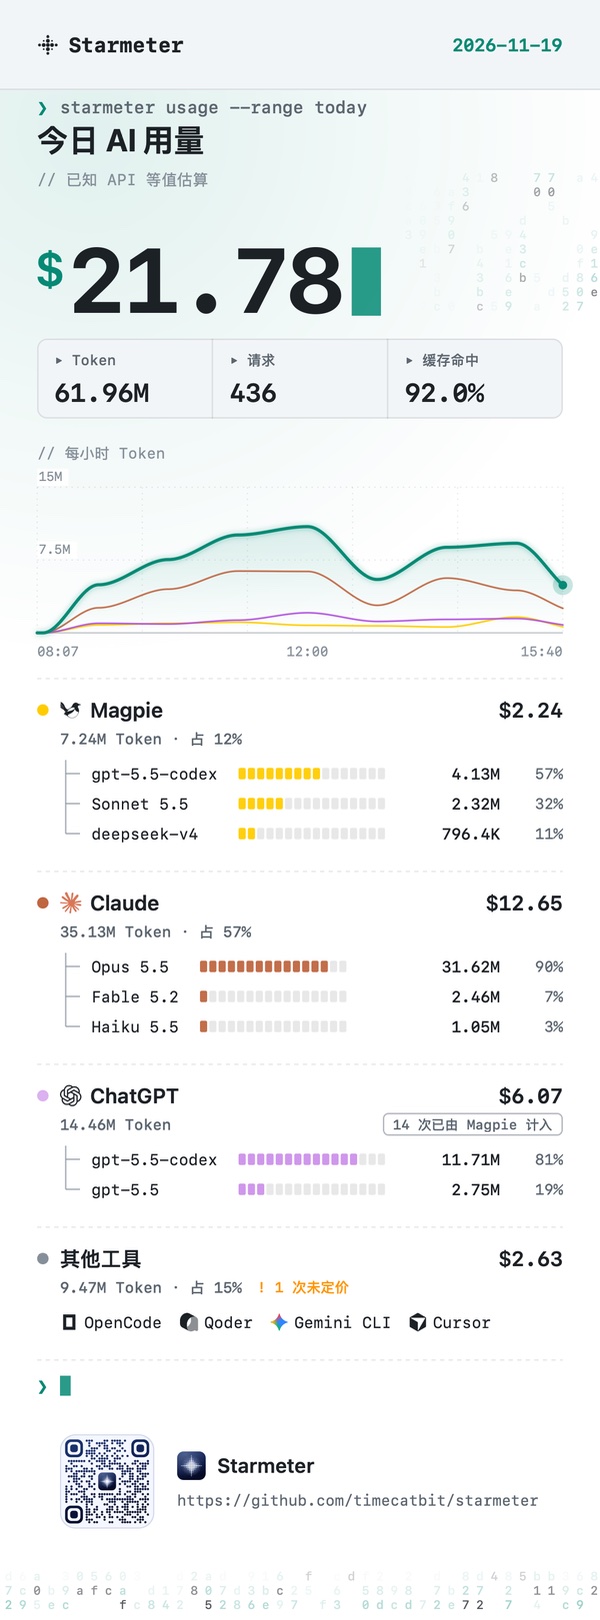 Starmeter
2026-11-19
❯ starmeter usage --range today
今日 AI 用量
// 已知 API 等值估算
$21.78
▸ Token ▸ 请求 ▸ 缓存命中
61.96M 436 92.0%
// 每小时 Token
15M
7.5M
08:07 12:00 15:40
Magpie $2.24
7.24M Token · 占 12%
gpt-5.5-codex 4.13M 57%
Sonnet 5.5 2.32M 32%
deepseek-v4 796.4K 11%
Claude $12.65
35.13M Token · 占 57%
Opus 5.5 31.62M 90%
Fable 5.2 2.46M 7%
Haiku 5.5 1.05M 3%
ChatGPT $6.07
14.46M Token 14 次已由 Magpie 计入
gpt-5.5-codex 11.71M 81%
gpt-5.5 2.75M 19%
其他工具 $2.63
9.47M Token · 占 15% ! 1 次未定价
OpenCode Qoder Gemini CLI Cursor
❯
Starmeter
https://github.com/timecatbit/starmeter